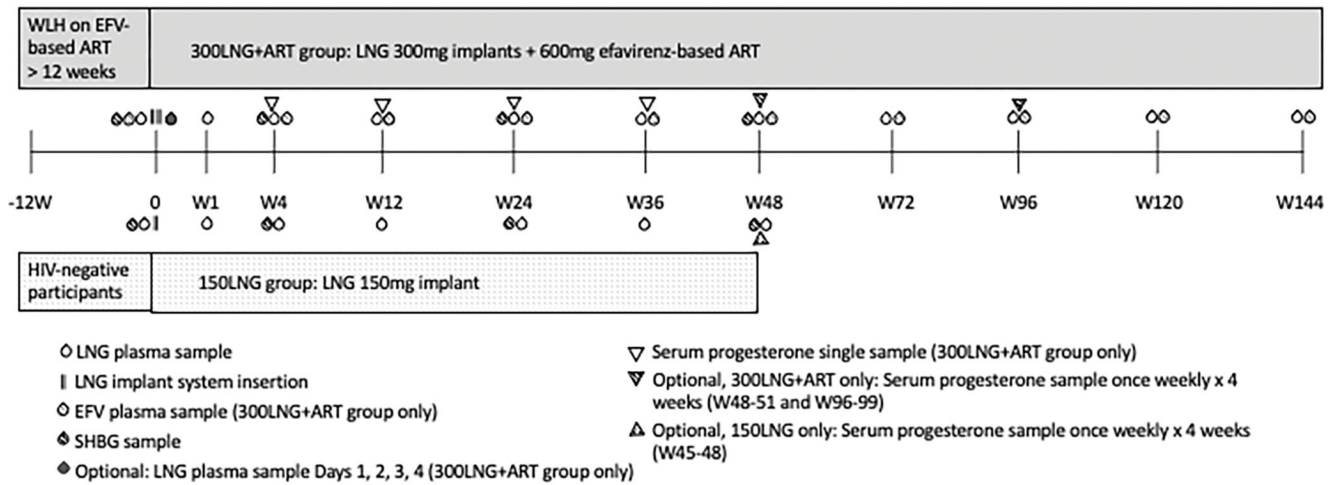 WLH on EFV-
based ART
> 12 weeks
300LNG+ART group: LNG 300mg implants + 600mg efavirenz-based ART
-12W 0 W1 W4 W12 W24 W36 W48 W72 W96 W120 W144
HIV-negative
participants
150LNG group: LNG 150mg implant
LNG plasma sample
LNG implant system insertion
EFV plasma sample (300LNG+ART group only)
SHBG sample
Optional: LNG plasma sample Days 1, 2, 3, 4 (300LNG+ART group only)
Serum progesterone single sample (300LNG+ART group only)
Optional, 300LNG+ART only: Serum progesterone sample once weekly x 4
weeks (W48-51 and W96-99)
Optional, 150LNG only: Serum progesterone sample once weekly x 4 weeks
(W45-48)